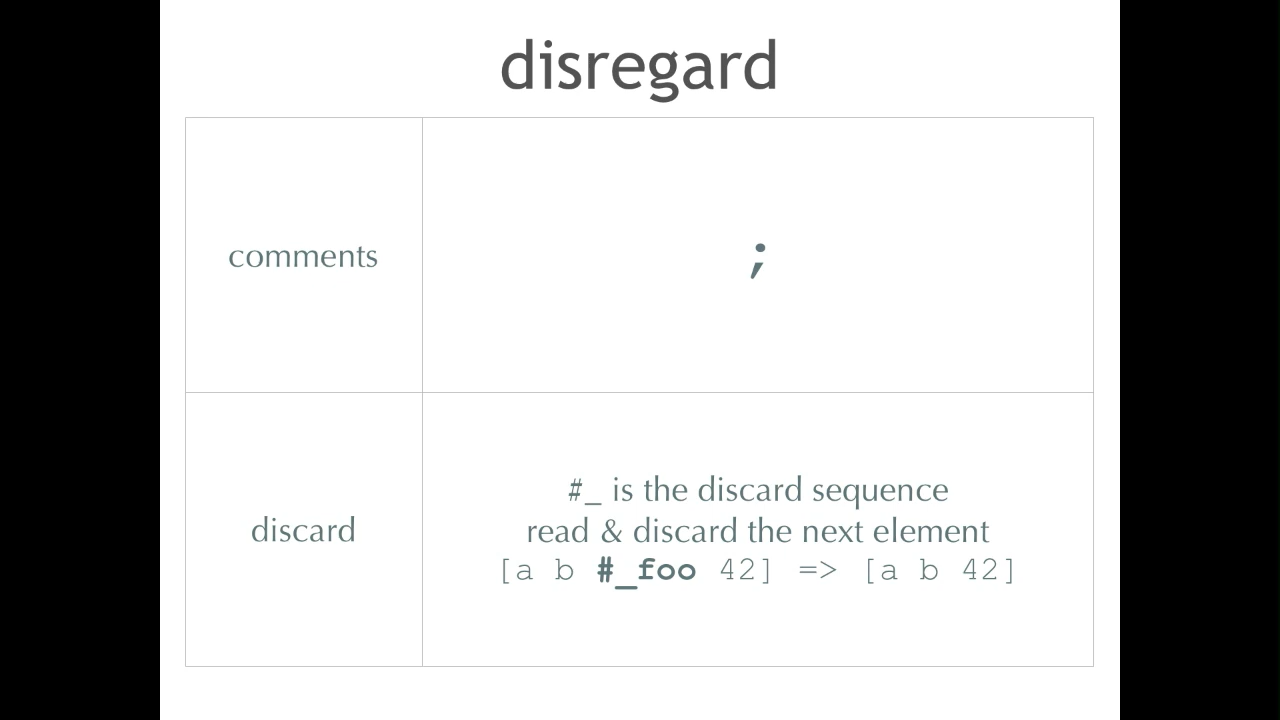 disregard
comments
;
discard
#_ is the discard sequence
read & discard the next element
[a b #_foo 42] => [a b 42]